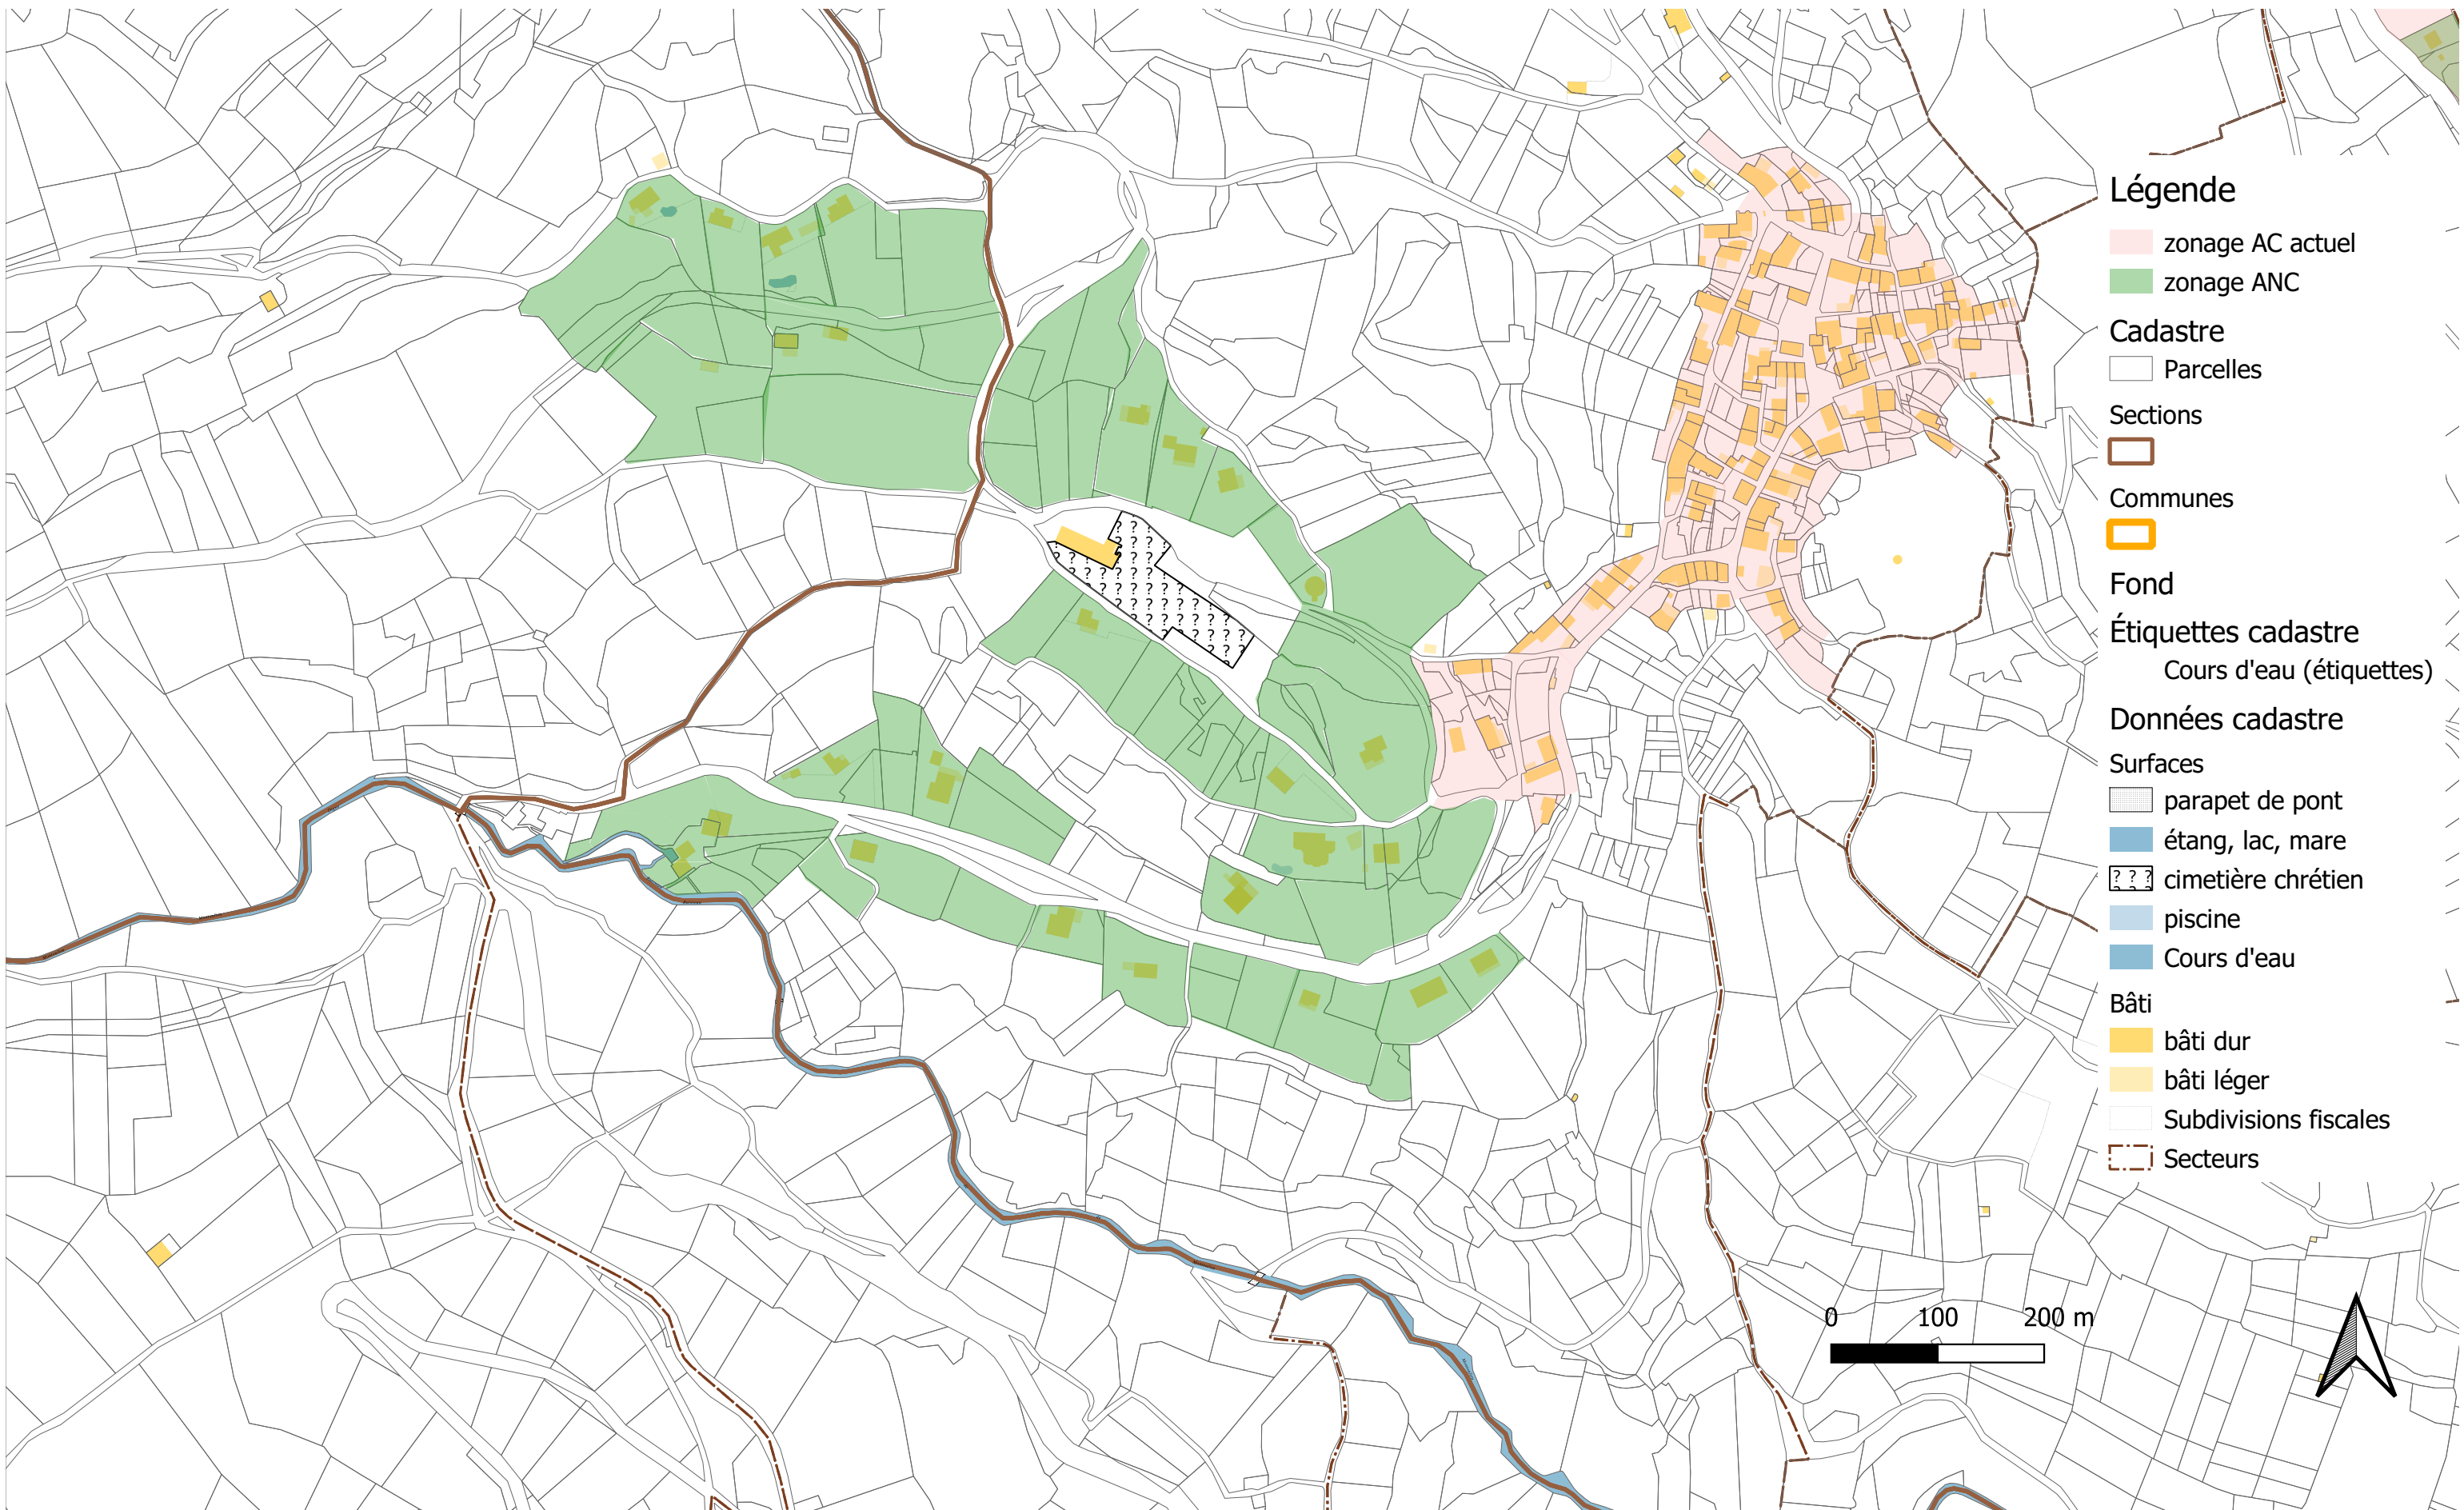 Légende
zonage AC actuel
zonage ANC
Cadastre
Parcelles
Sections
Communes
Fond
Étiquettes cadastre
Cours d'eau (étiquettes)
Données cadastre
Surfaces
parapet de pont
étang, lac, mare
? ? ? cimetière chrétien
piscine
Cours d'eau
Bâti
bâti dur
bâti léger
Subdivisions fiscales
Secteurs
0 100 200 m